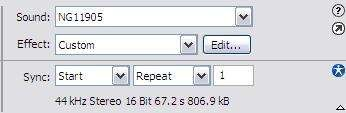 Sound: NG11905
Effect: Custom Edit...
Sync: Start Repeat 1
44 kHz Stereo 16 Bit 67.2 s 806.9 kB